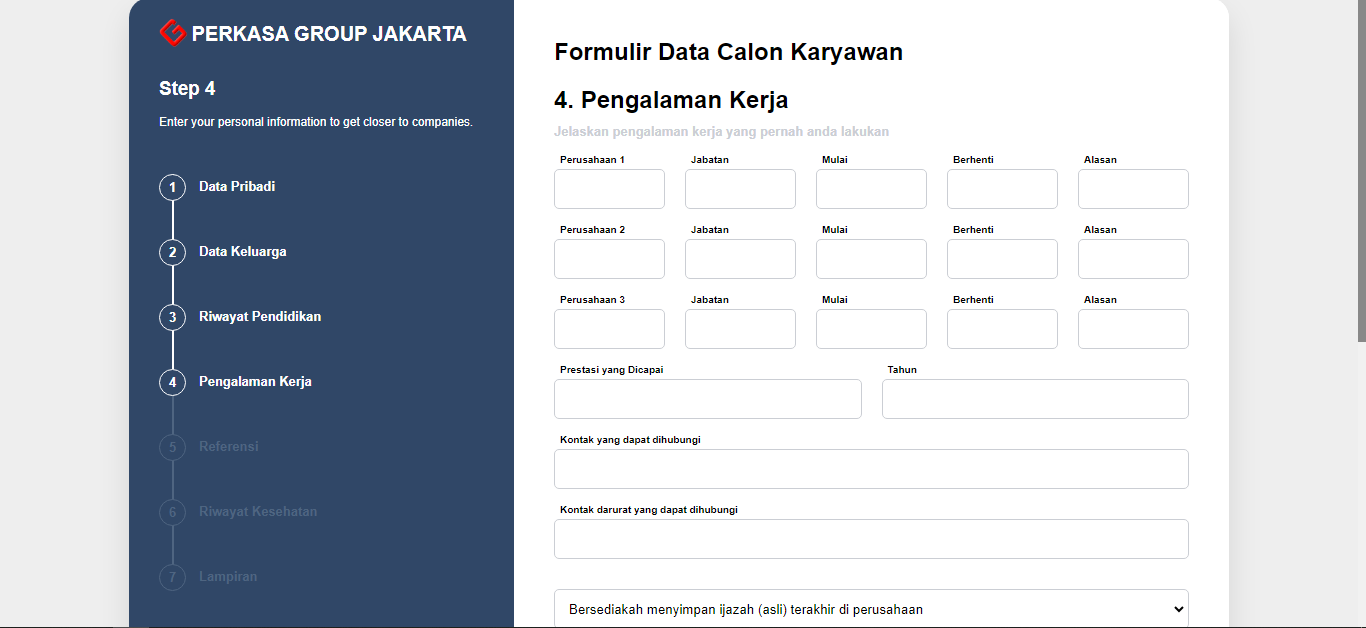 PERKASA GROUP JAKARTA
Step 4
Enter your personal information to get closer to companies.
1 Data Pribadi
2 Data Keluarga
3 Riwayat Pendidikan
4 Pengalaman Kerja
5 Referensi
6 Riwayat Kesehatan
7 Lampiran
Formulir Data Calon Karyawan
4. Pengalaman Kerja
Jelaskan pengalaman kerja yang pernah anda lakukan
Perusahaan 1 Jabatan Mulai Berhenti Alasan
Perusahaan 2 Jabatan Mulai Berhenti Alasan
Perusahaan 3 Jabatan Mulai Berhenti Alasan
Prestasi yang Dicapai Tahun
Kontak yang dapat dihubungi
Kontak darurat yang dapat dihubungi
Bersediakah menyimpan ijazah (asli) terakhir di perusahaan